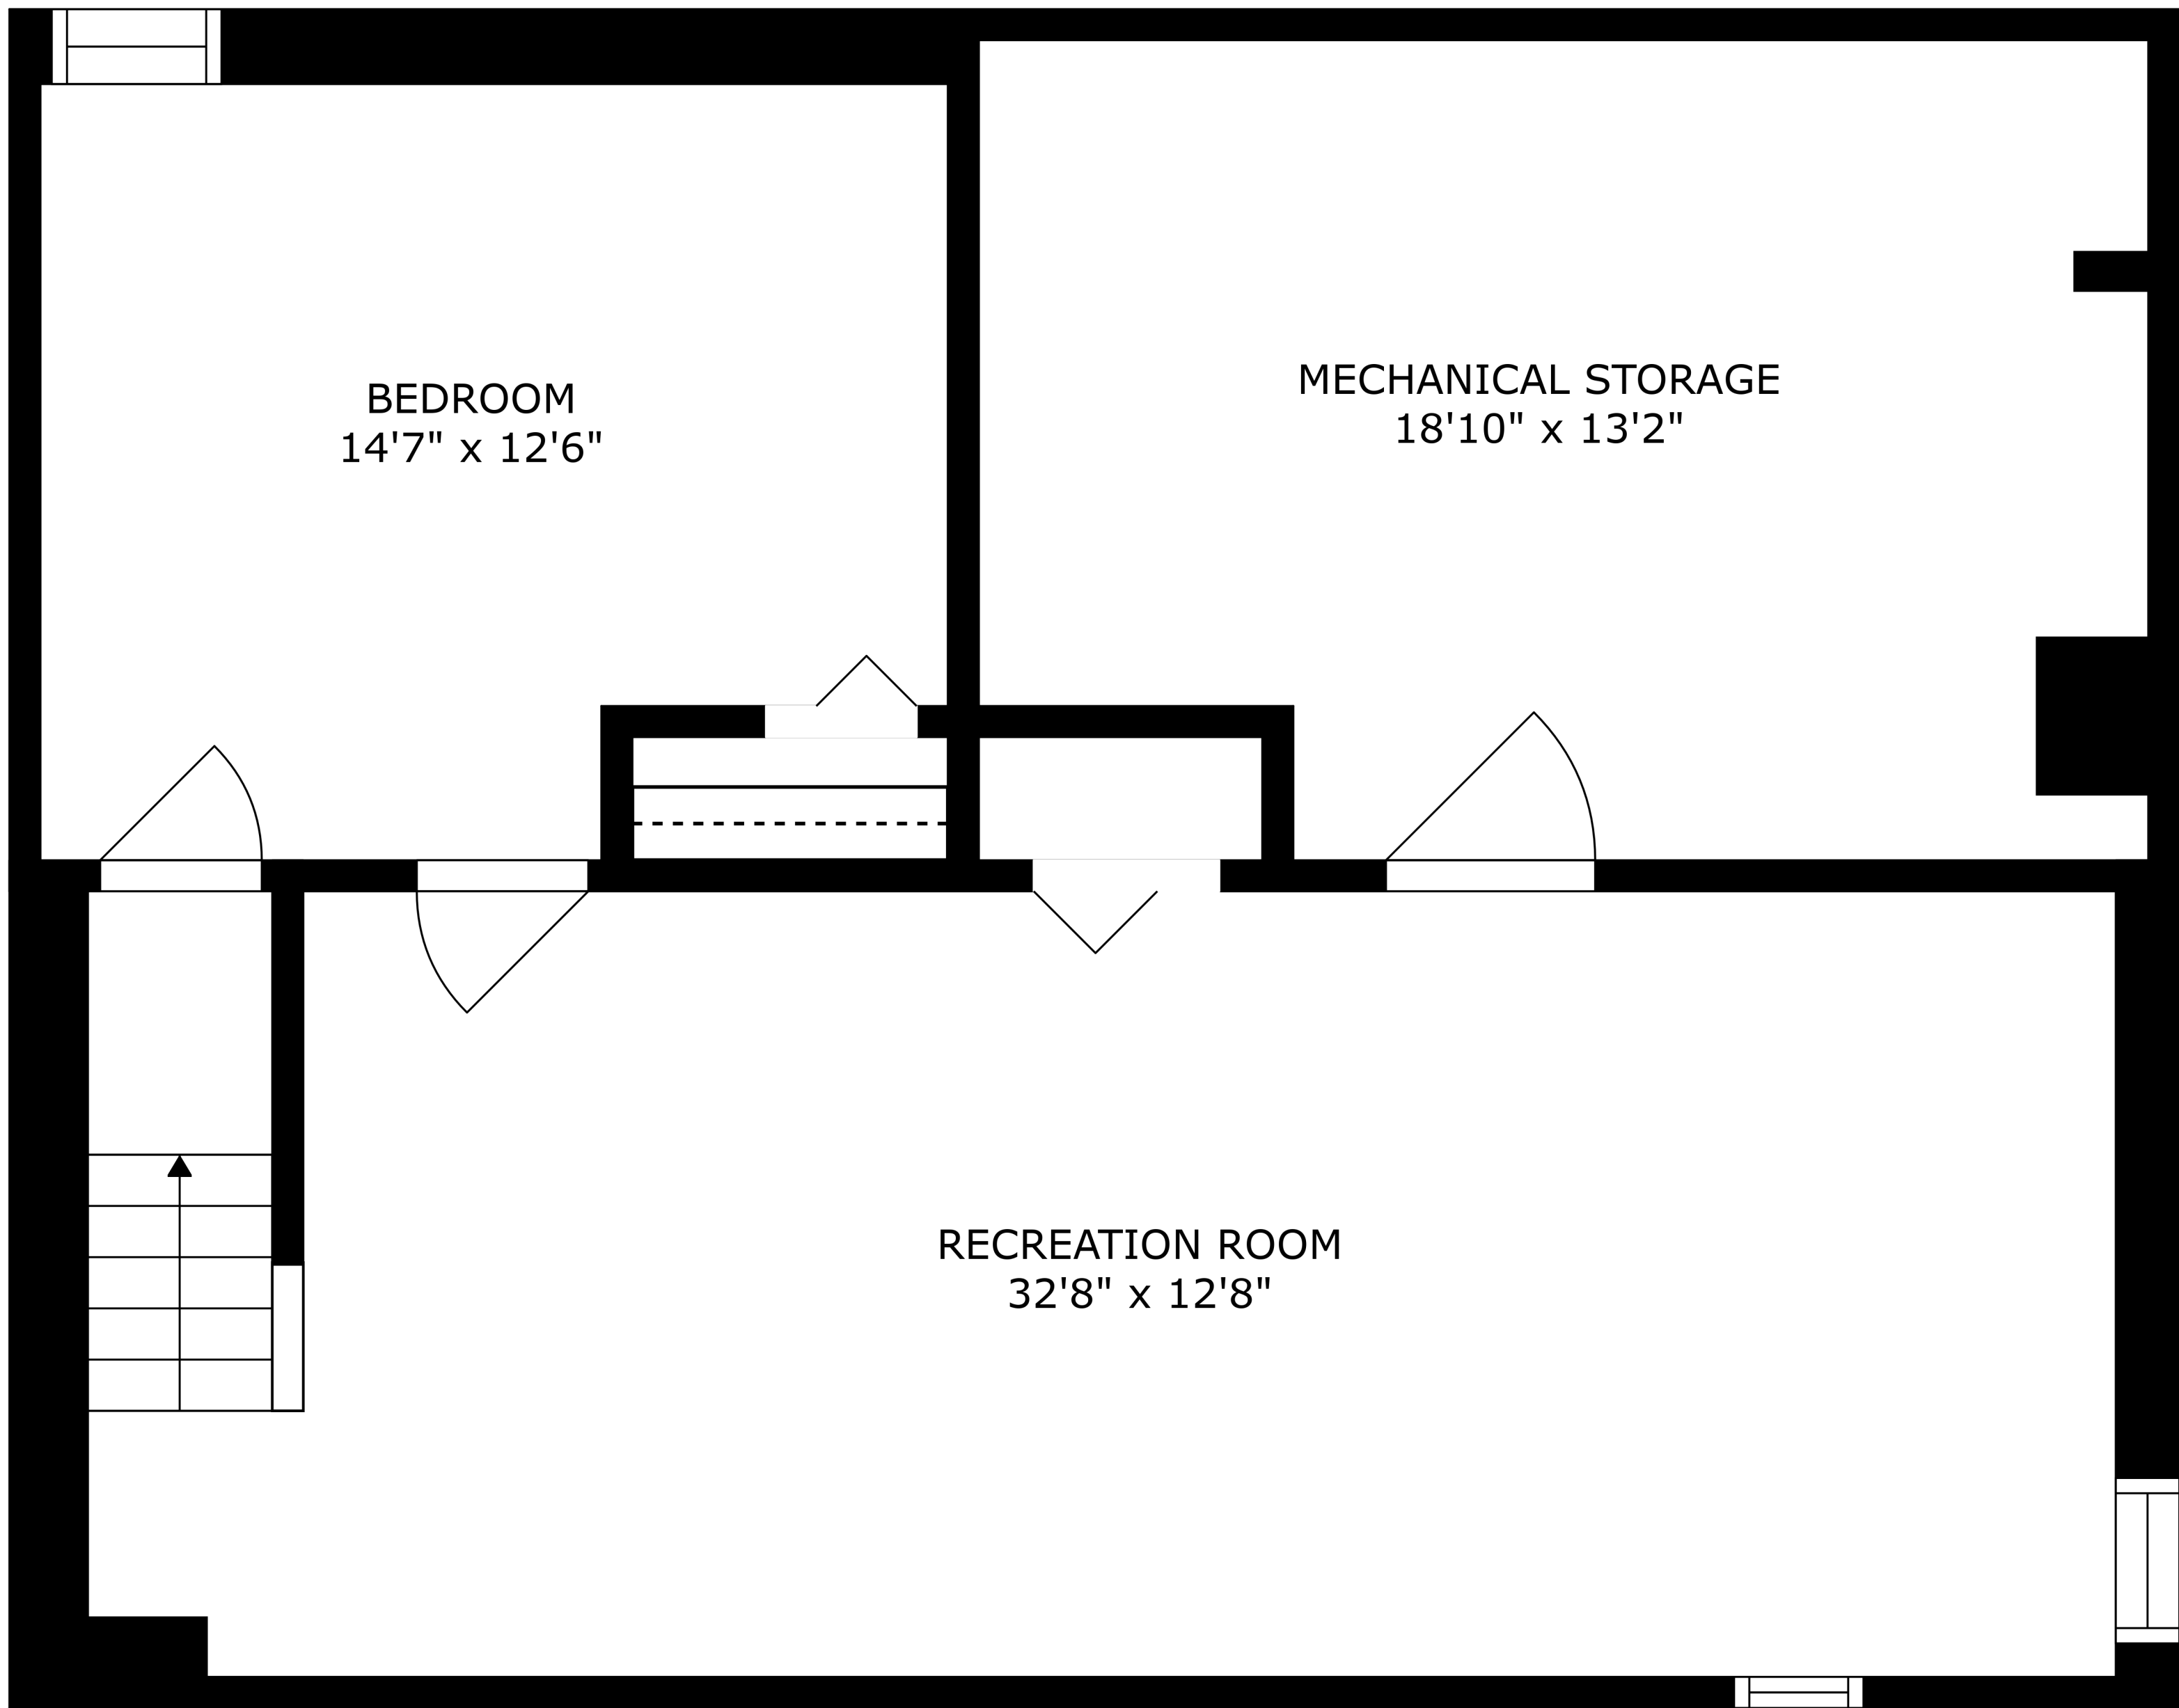 BEDROOM
14'7" x 12'6"
MECHANICAL STORAGE
18'10" x 13'2"
RECREATION ROOM
32'8" x 12'8"